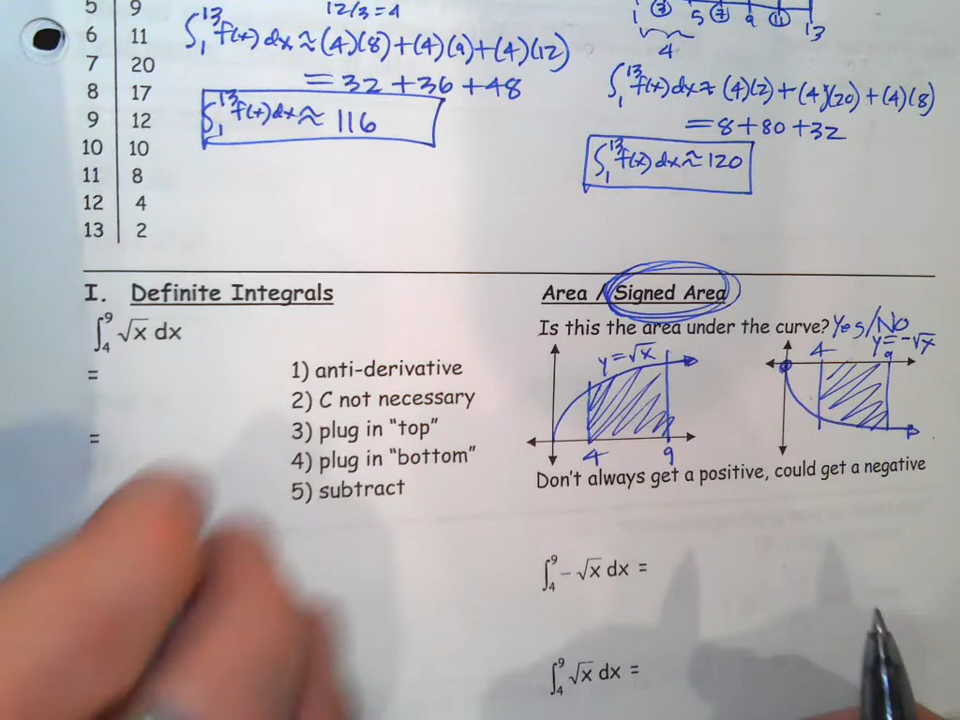 5 9
6 11
7 20
8 17
9 12
10 10
11 8
12 4
13 2
12/3=4
∫₁¹³ f(x) dx ≈ (4)(8)+(4)(9)+(4)(12)
= 32 +36 +48
∫₁¹³ f(x) dx ≈ 116
1 3 5 7 9 11 13
4
∫₁¹³ f(x) dx ≈ (4)(2)+(4)(20)+(4)(8)
= 8+80+32
∫₁¹³ f(x) dx ≈ 120
I. Definite Integrals
∫₄⁹ √x dx
=
=
1) anti-derivative
2) C not necessary
3) plug in “top”
4) plug in “bottom”
5) subtract
Area / Signed Area
Is this the area under the curve? Yes/No
y=√x
4 9
y=-√x
4 9
Don’t always get a positive, could get a negative
∫₄⁹ – √x dx =
∫₄⁹ √x dx =